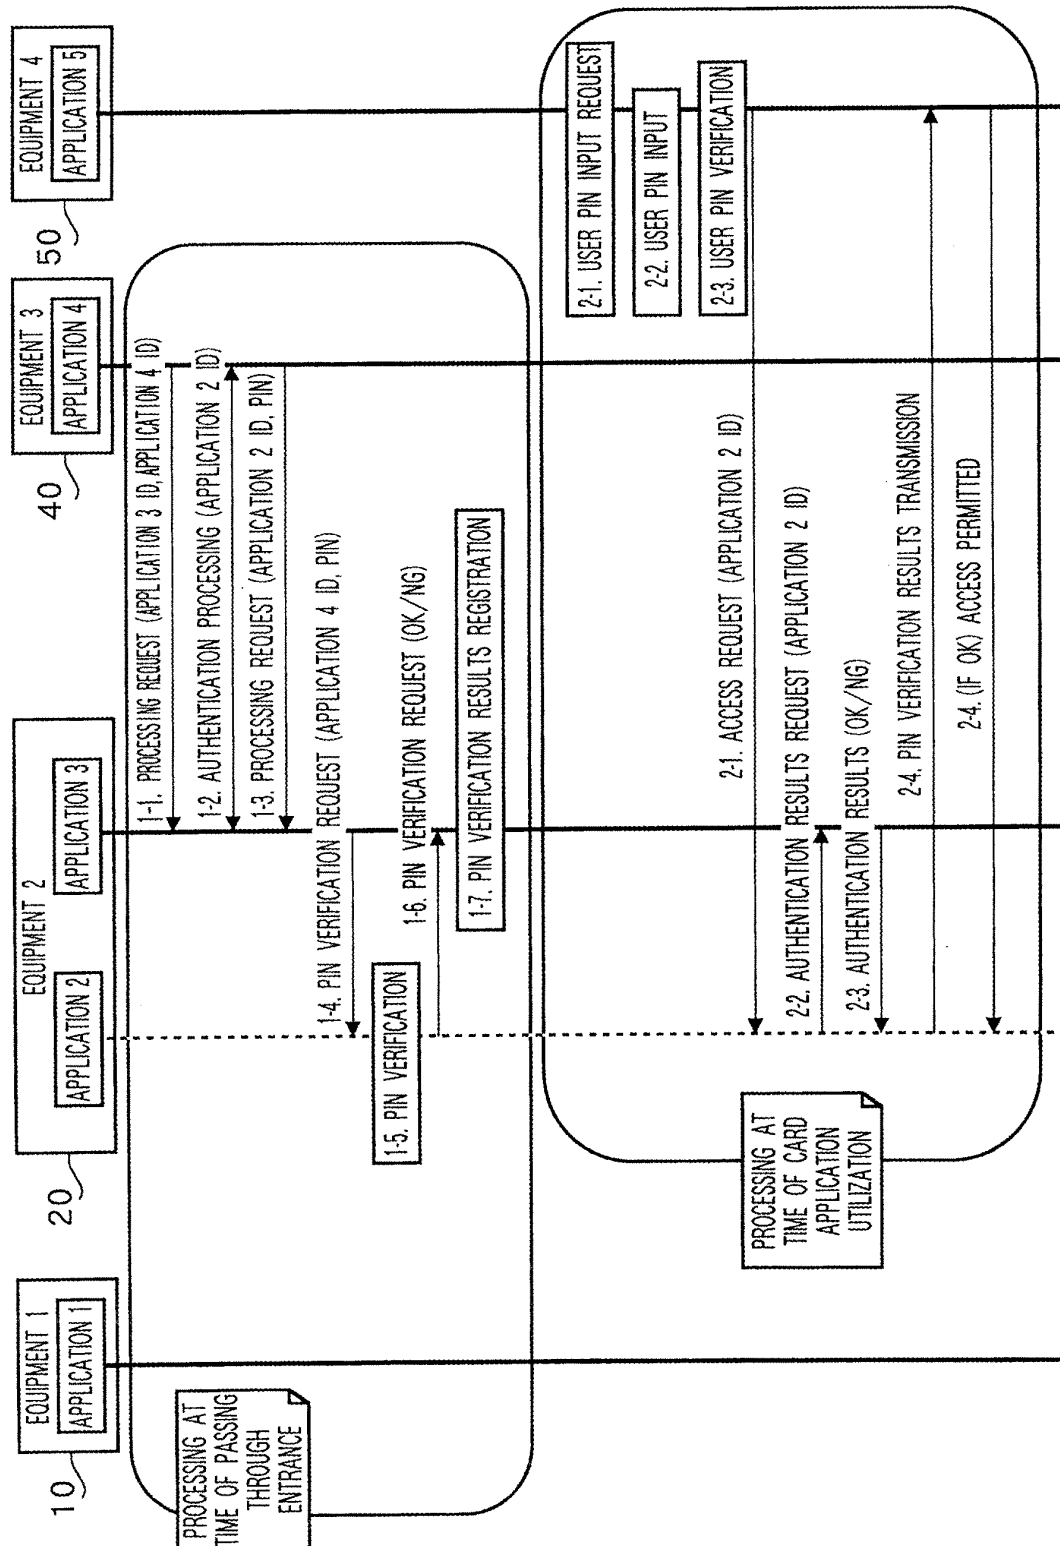 10
EQUIPMENT 1
APPLICATION 1
20
EQUIPMENT 2
APPLICATION 2
APPLICATION 3
40
EQUIPMENT 3
APPLICATION 4
50
EQUIPMENT 4
APPLICATION 5
PROCESSING AT
TIME OF PASSING
THROUGH
ENTRANCE
1-1. PROCESSING REQUEST (APPLICATION 3 ID,APPLICATION 4 ID)
1-2. AUTHENTICATION PROCESSING (APPLICATION 2 ID)
1-3. PROCESSING REQUEST (APPLICATION 2 ID, PIN)
1-4. PIN VERIFICATION REQUEST (APPLICATION 4 ID, PIN)
1-5. PIN VERIFICATION
1-6. PIN VERIFICATION REQUEST (OK/NG)
1-7. PIN VERIFICATION RESULTS REGISTRATION
PROCESSING AT
TIME OF CARD
APPLICATION
UTILIZATION
2-1. USER PIN INPUT REQUEST
2-2. USER PIN INPUT
2-3. USER PIN VERIFICATION
2-1. ACCESS REQUEST (APPLICATION 2 ID)
2-2. AUTHENTICATION RESULTS REQUEST (APPLICATION 2 ID)
2-3. AUTHENTICATION RESULTS (OK/NG)
2-4. PIN VERIFICATION RESULTS TRANSMISSION
2-4. (IF OK) ACCESS PERMITTED